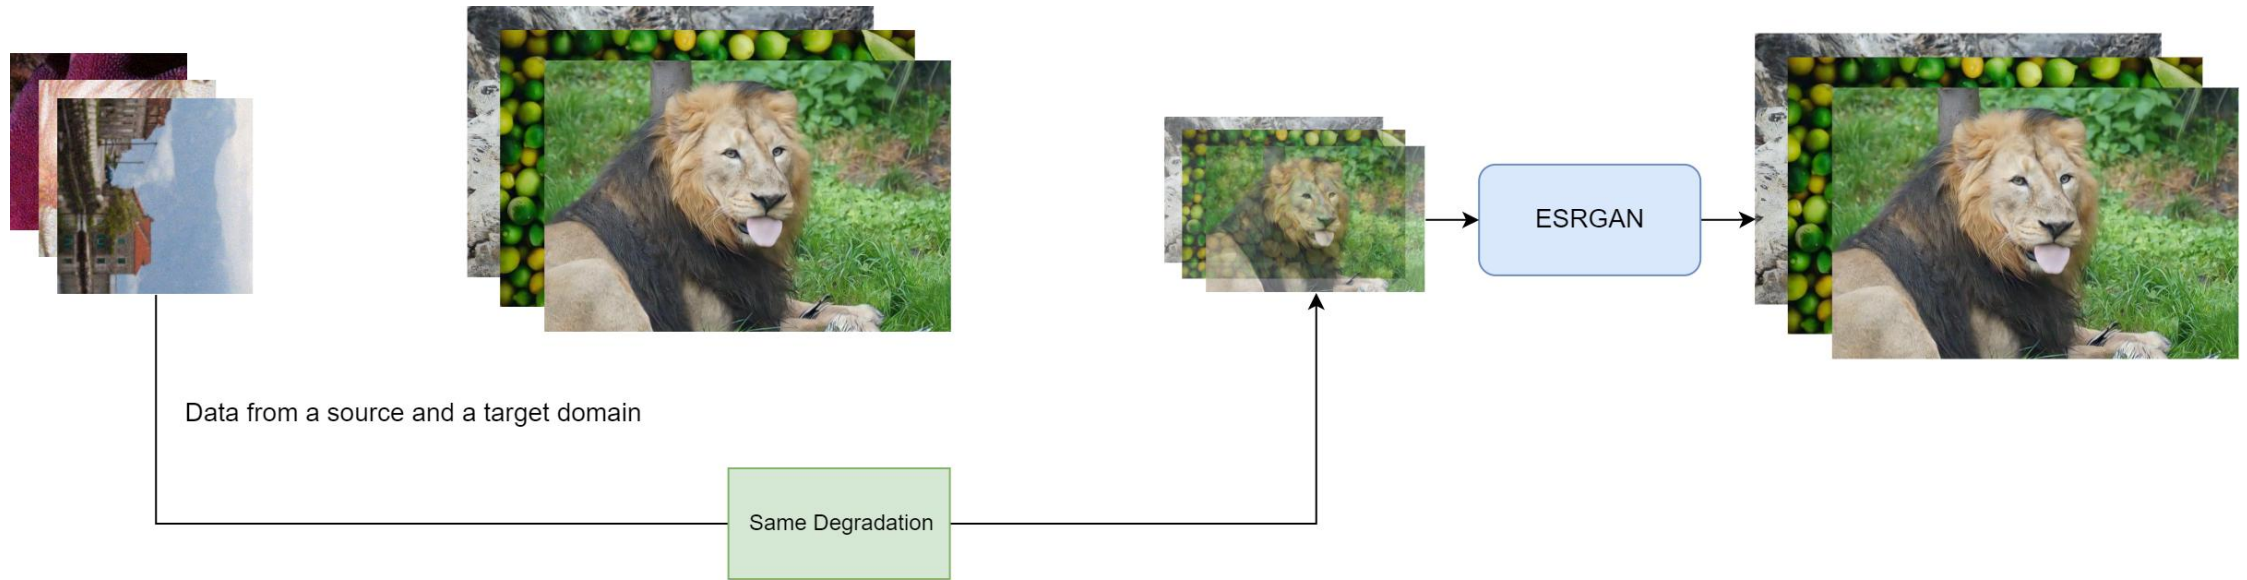 ESRGAN
Data from a source and a target domain
Same Degradation